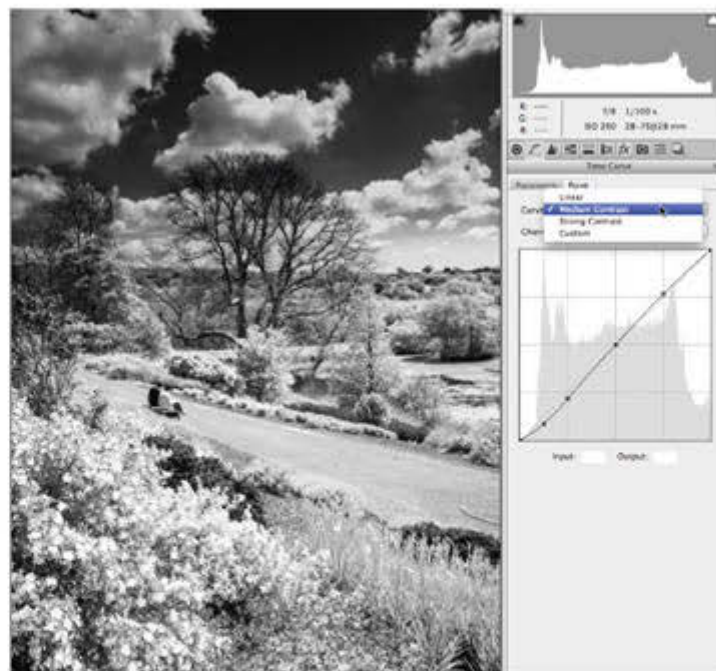 R: ---
G: ---
B: ---
f/8 1/100 s
ISO 200 28-70@28 mm
Tone Curve
Parametric Point
Linear
Curve
✓ Medium Contrast
Strong Contrast
Custom
Input: Output: